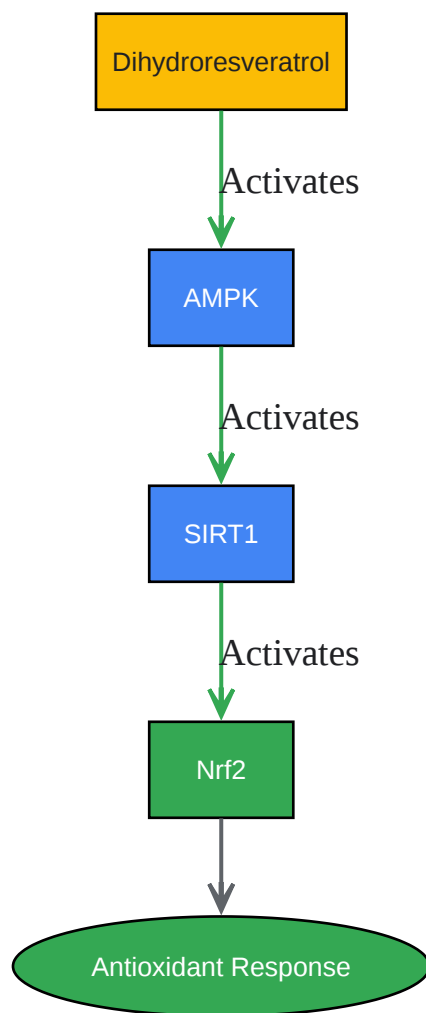 Dihydroresveratrol
Activates
AMPK
Activates
SIRT1
Activates
Nrf2
Antioxidant Response